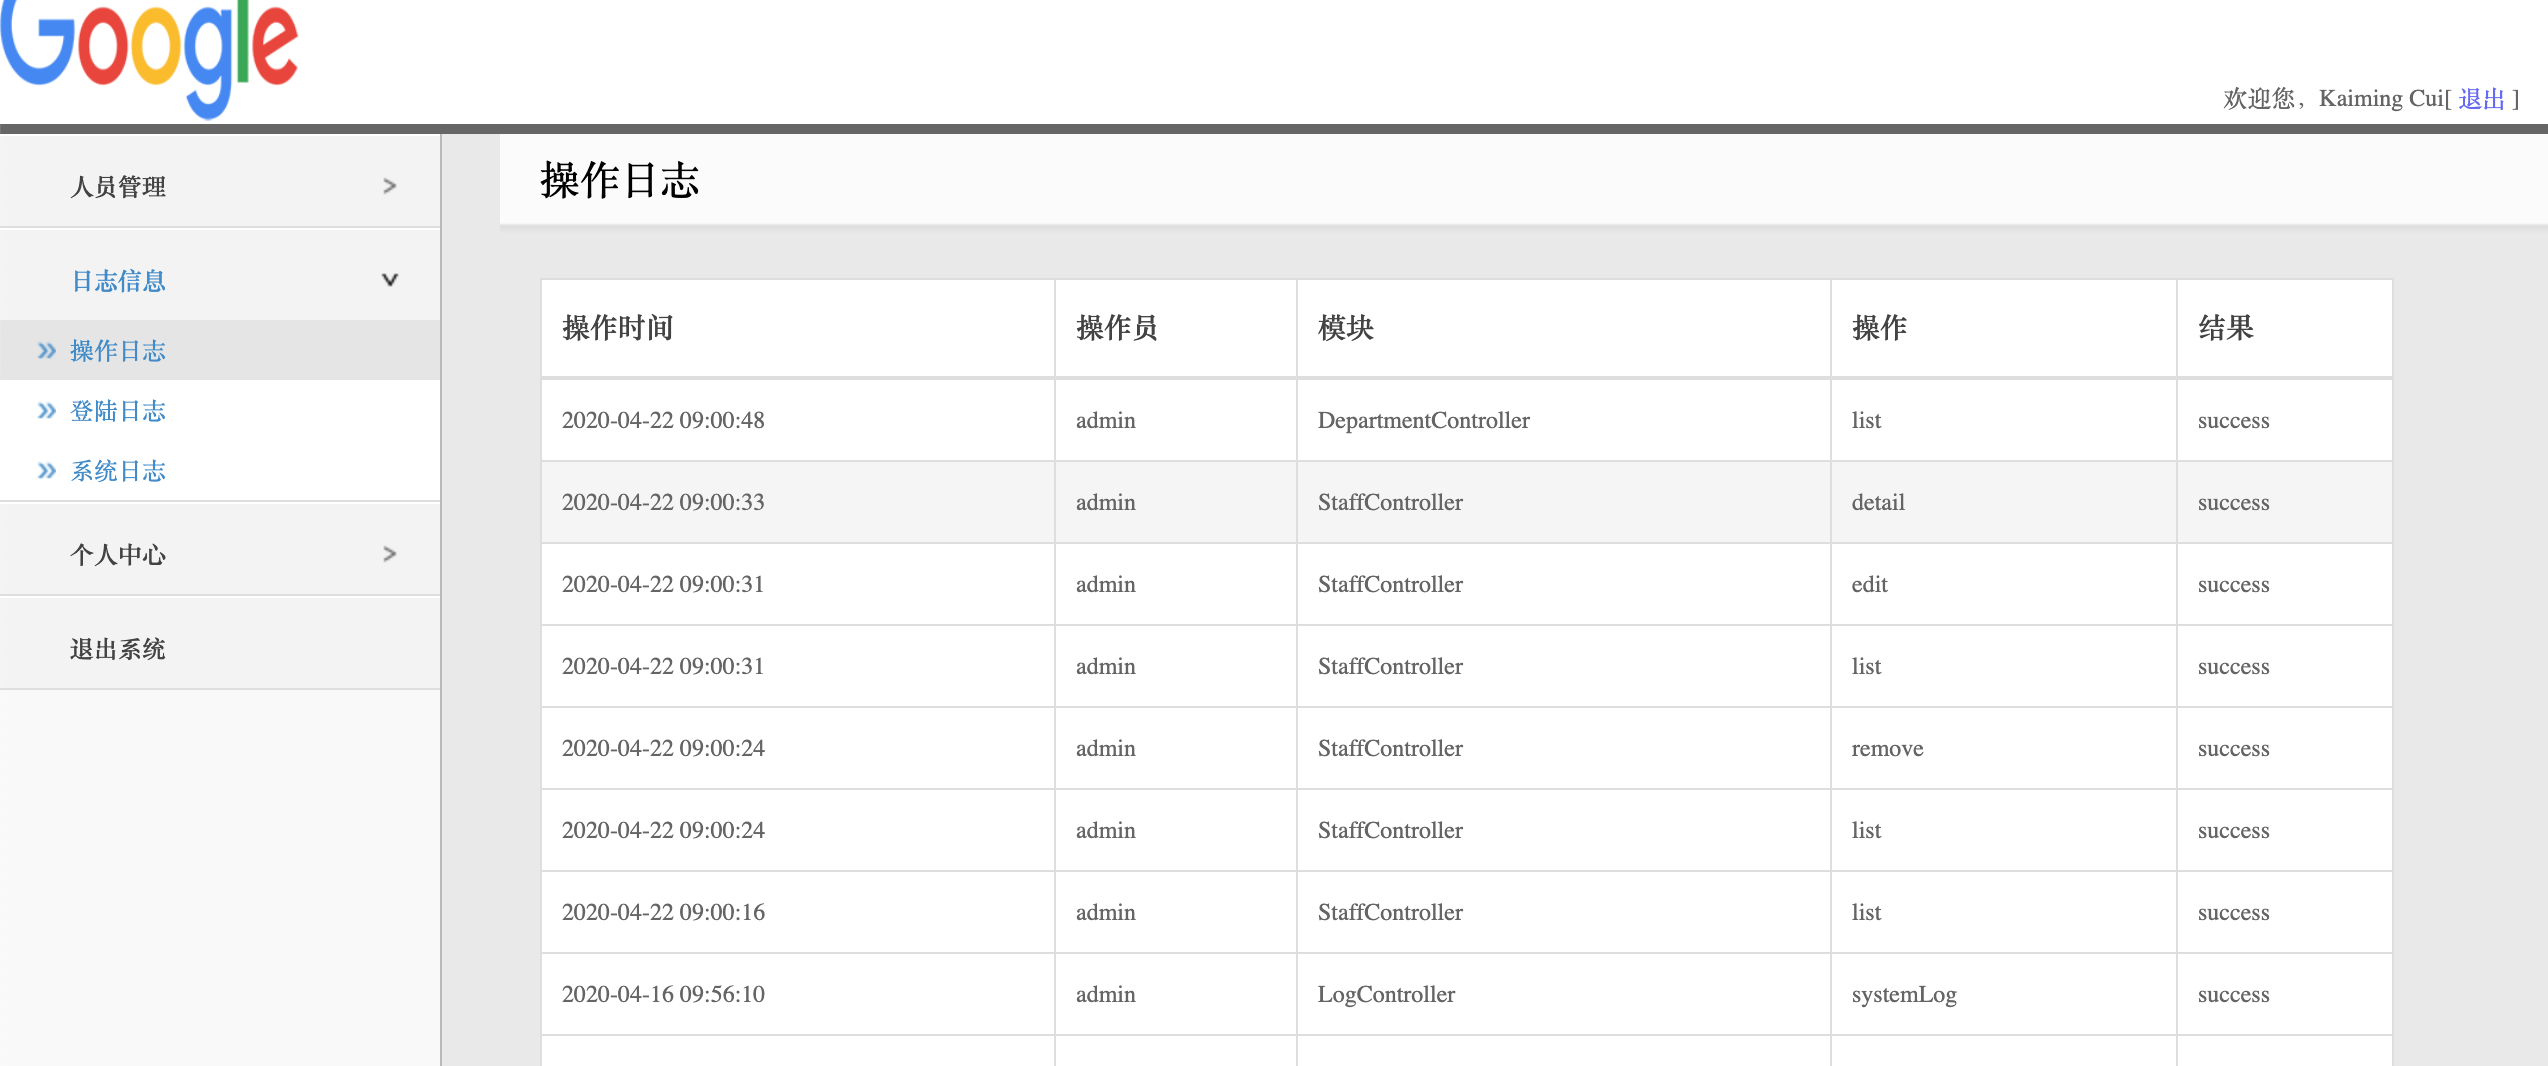 Google
欢迎您，Kaiming Cui[ 退出 ]
人员管理 >
日志信息
» 操作日志
» 登陆日志
» 系统日志
个人中心 >
退出系统
操作日志
操作时间 操作员 模块 操作 结果
2020-04-22 09:00:48 admin DepartmentController list success
2020-04-22 09:00:33 admin StaffController detail success
2020-04-22 09:00:31 admin StaffController edit success
2020-04-22 09:00:31 admin StaffController list success
2020-04-22 09:00:24 admin StaffController remove success
2020-04-22 09:00:24 admin StaffController list success
2020-04-22 09:00:16 admin StaffController list success
2020-04-16 09:56:10 admin LogController systemLog success